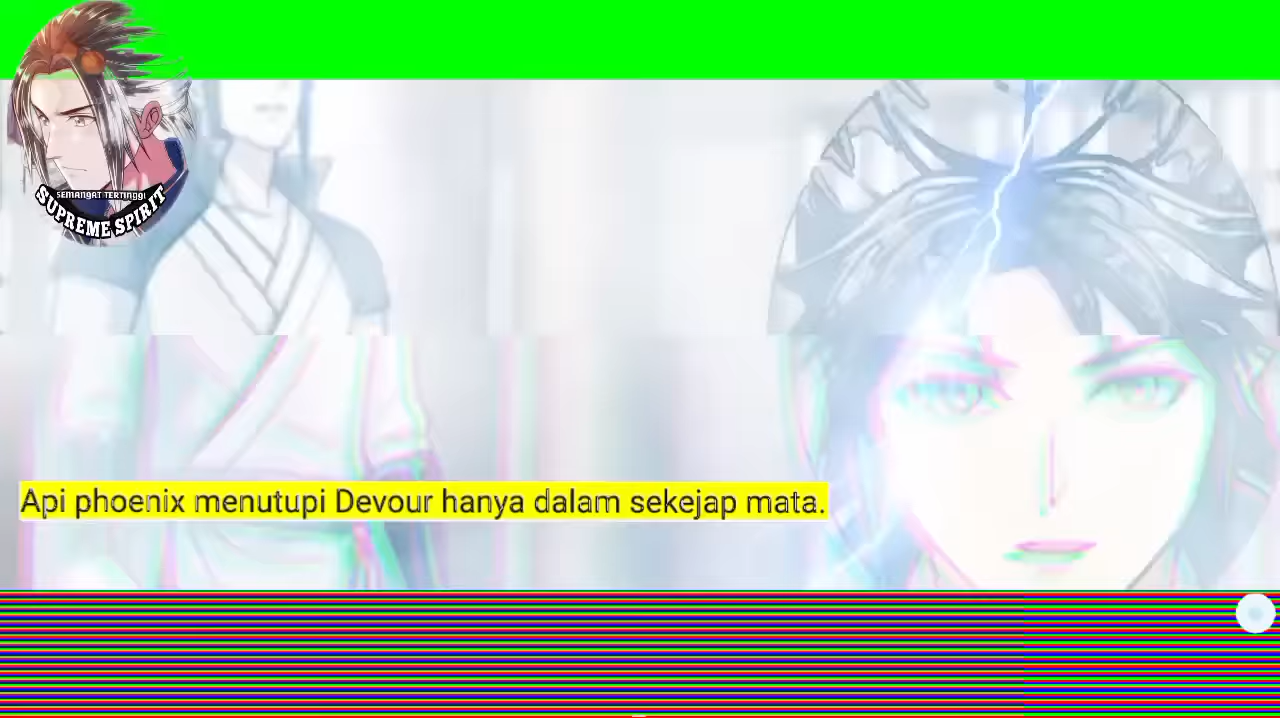 SEMANGAT TERTINGGI
SUPREME SPIRIT
Api phoenix menutupi Devour hanya dalam sekejap mata.